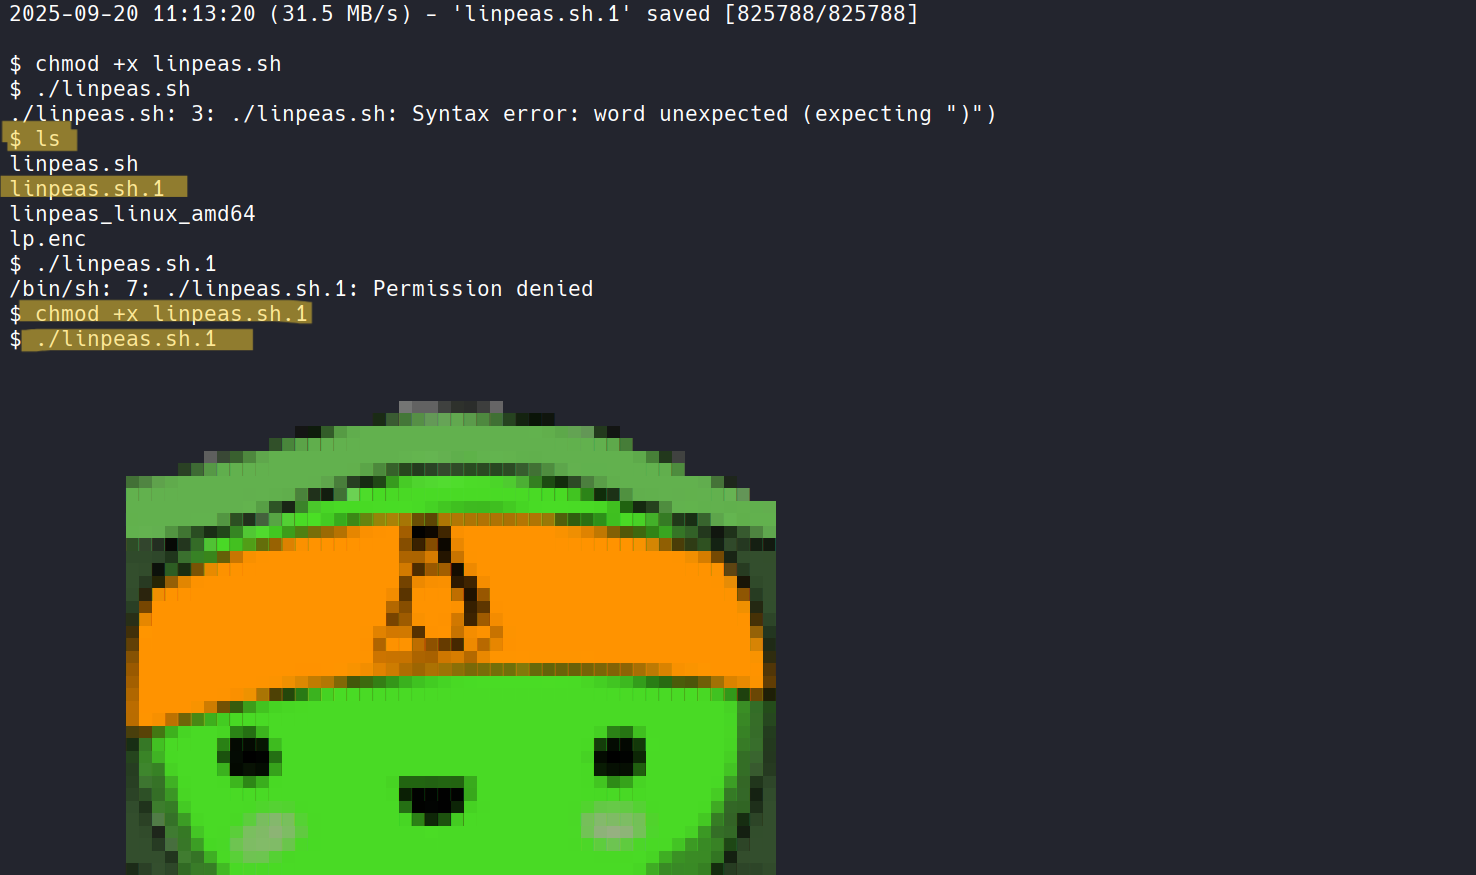 2025-09-20 11:13:20 (31.5 MB/s) - 'linpeas.sh.1' saved [825788/825788]
$ chmod +x linpeas.sh
$ ./linpeas.sh
./linpeas.sh: 3: ./linpeas.sh: Syntax error: word unexpected (expecting ")")
$ ls
linpeas.sh
linpeas.sh.1
linpeas_linux_amd64
lp.enc
$ ./linpeas.sh.1
/bin/sh: 7: ./linpeas.sh.1: Permission denied
$ chmod +x linpeas.sh.1
$ ./linpeas.sh.1